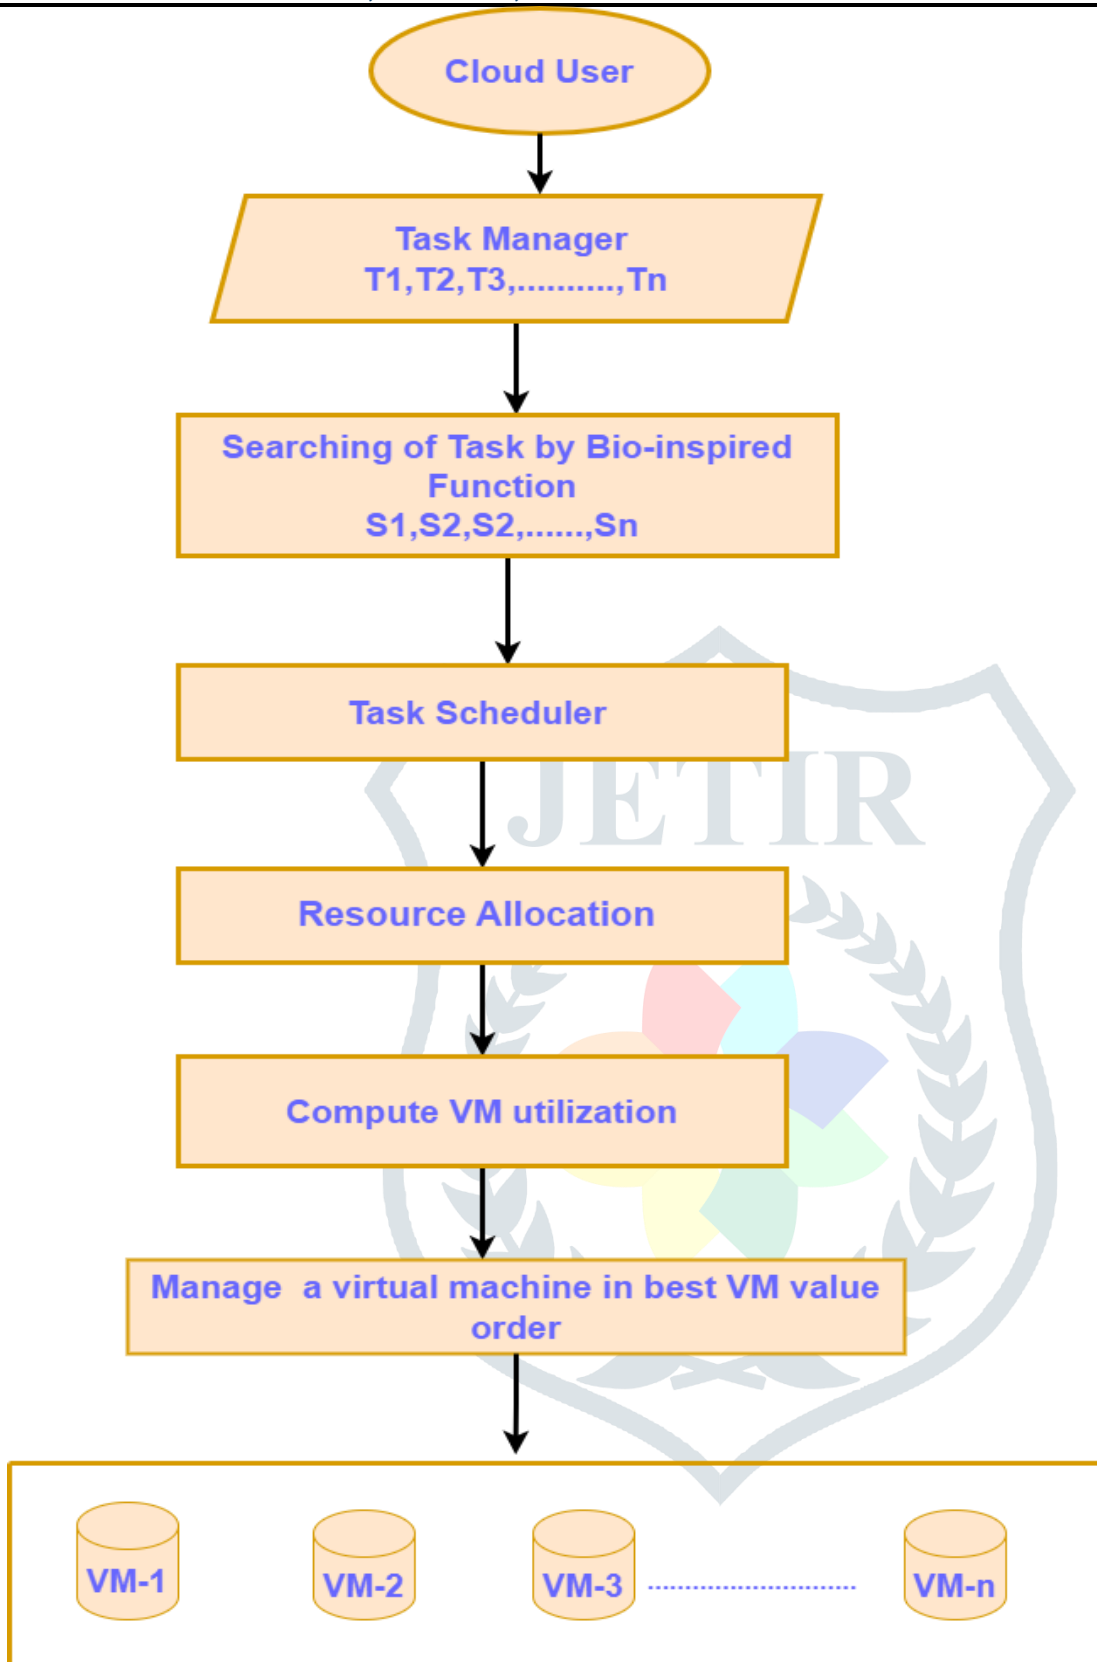 Cloud User
Task Manager
T1,T2,T3,..........,Tn
Searching of Task by Bio-inspired
Function
S1,S2,S2,......,Sn
Task Scheduler
JETIR
Resource Allocation
Compute VM utilization
Manage  a virtual machine in best VM value
order
VM-1
VM-2
VM-3
............................
VM-n